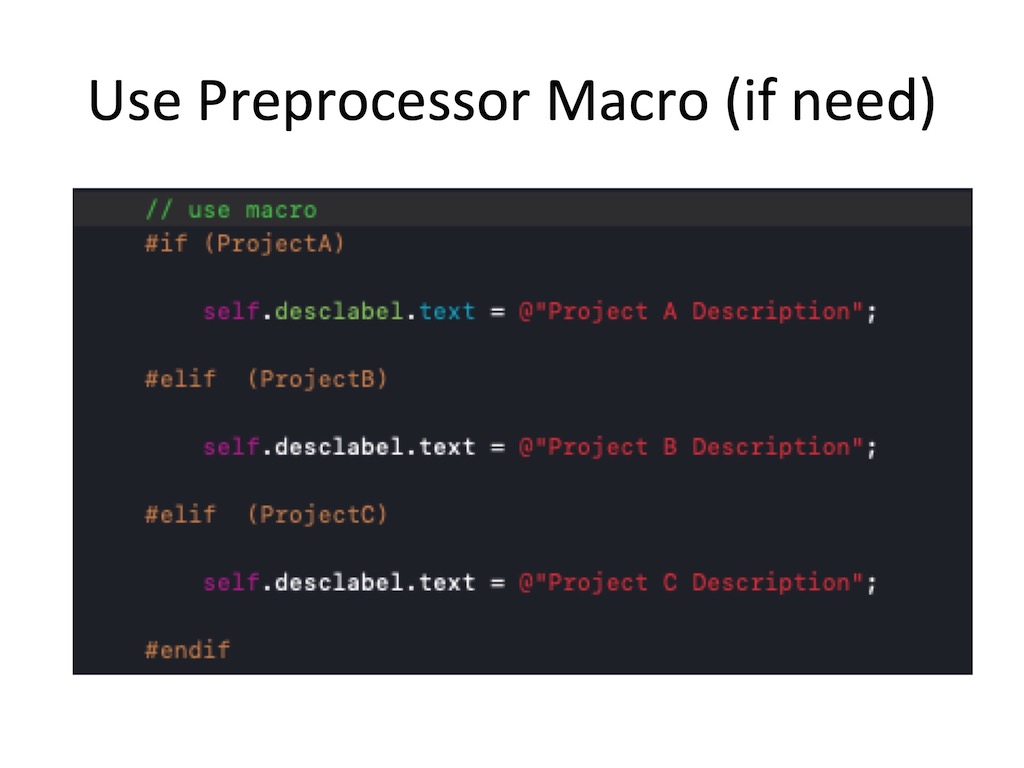 Use Preprocessor Macro (if need)
// use macro
#if (ProjectA)
self.desclabel.text = @"Project A Description";
#elif  (ProjectB)
self.desclabel.text = @"Project B Description";
#elif  (ProjectC)
self.desclabel.text = @"Project C Description";
#endif